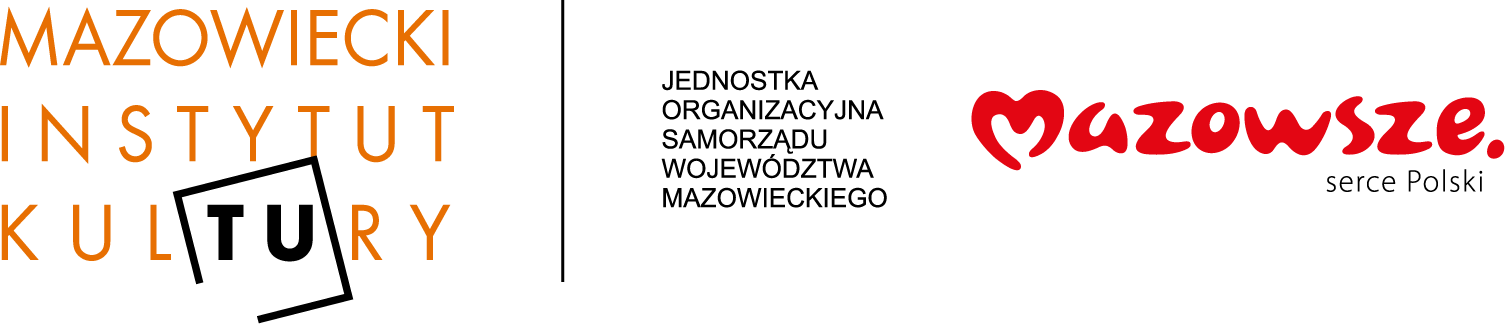 MAZOWIECKI
INSTYTUT
KULTURY
JEDNOSTKA
ORGANIZACYJNA
SAMORZĄDU
WOJEWÓDZTWA
MAZOWIECKIEGO
Mazowsze.
serce Polski